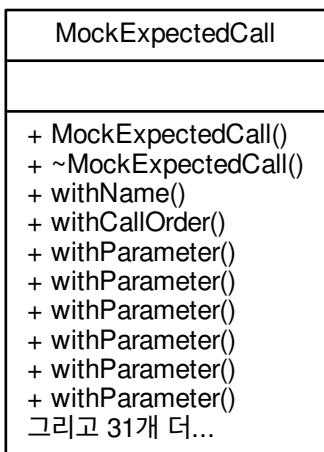 MockExpectedCall
+ MockExpectedCall()
+ ~MockExpectedCall()
+ withName()
+ withCallOrder()
+ withParameter()
+ withParameter()
+ withParameter()
+ withParameter()
+ withParameter()
+ withParameter()
그리고 31개 더...